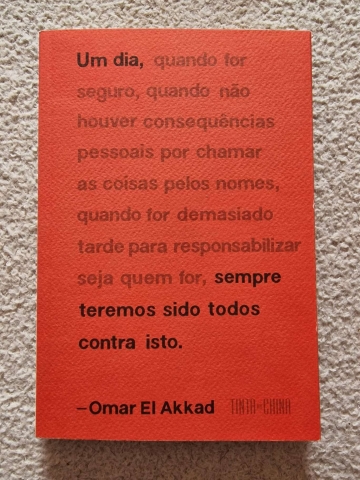 Um dia, quando for
seguro, quando não
houver consequências
pessoais por chamar
as coisas pelos nomes,
quando for demasiado
tarde para responsabilizar
seja quem for, sempre
teremos sido todos
contra isto.
—Omar El Akkad TINTA-DA-CHINA